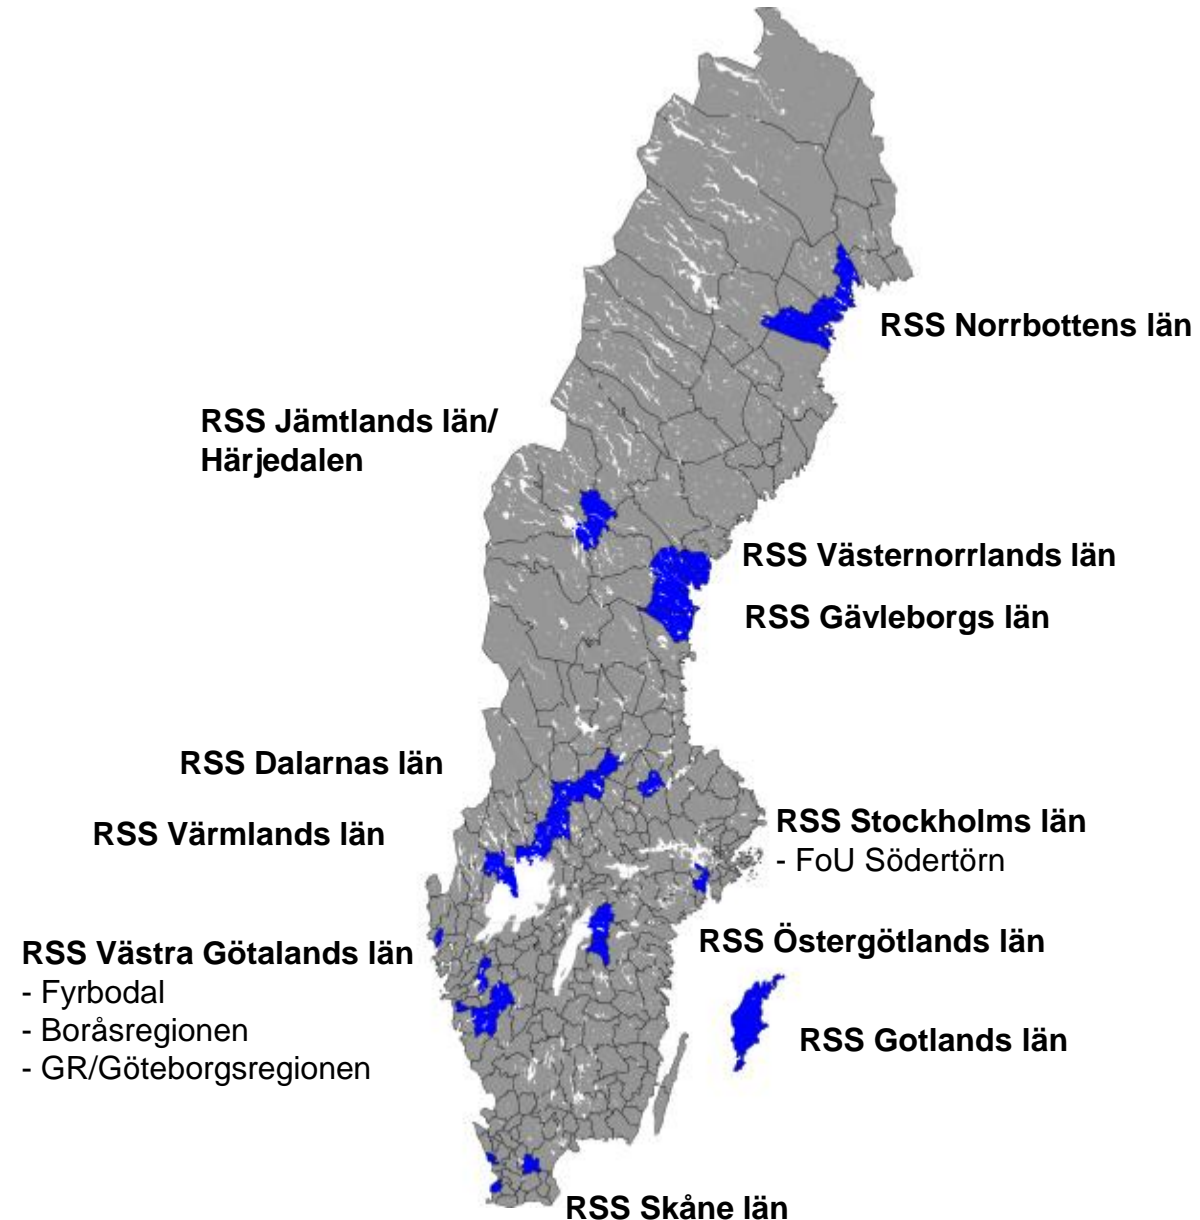 RSS Norrbottens län
RSS Jämtlands län/
Härjedalen
RSS Västernorrlands län
RSS Gävleborgs län
RSS Dalarnas län
RSS Värmlands län
RSS Stockholms län
- FoU Södertörn
RSS Västra Götalands län
- Fyrbodal
- Boråsregionen
- GR/Göteborgsregionen
RSS Östergötlands län
RSS Gotlands län
RSS Skåne län